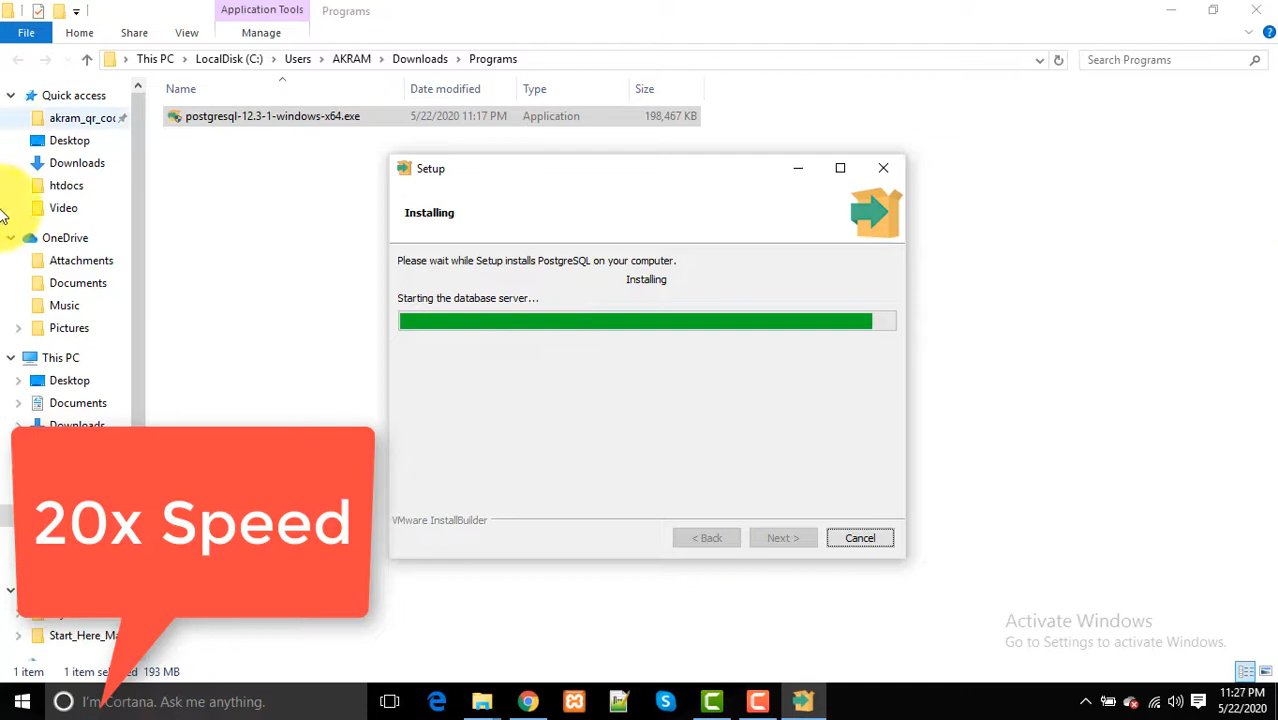 Application Tools
Programs
File
Home
Share
View
Manage
This PC
LocalDisk (C:)
Users
AKRAM
Downloads
Programs
Search Programs
Name
Date modified
Type
Size
postgresql-12.3-1-windows-x64.exe
5/22/2020 11:17 PM
Application
198,467 KB
Quick access
akram_qr_coc
Desktop
Downloads
htdocs
Video
OneDrive
Attachments
Documents
Music
Pictures
This PC
Desktop
Documents
Downloads
Start_Here_Ma
Setup
Installing
Please wait while Setup installs PostgreSQL on your computer.
Installing
Starting the database server...
VMware InstallBuilder
< Back
Next >
Cancel
20x Speed
Activate Windows
Go to Settings to activate Windows.
1 item
1 item
193 MB
I'm Cortana. Ask me anything.
11:27 PM
5/22/2020